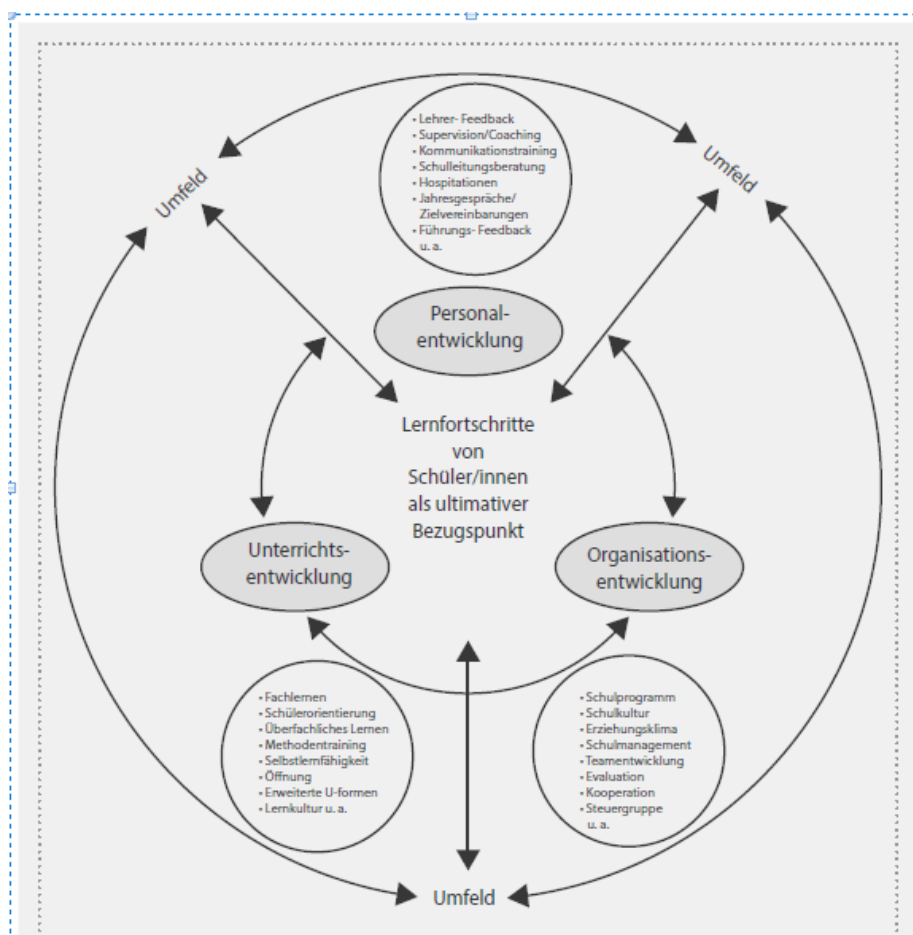 • Lehrer- Feedback
• Supervision/Coaching
• Kommunikationstraining
• Schulleitungsberatung
• Hospitationen
• Jahresgespräche/
Zielvereinbarungen
• Führungs- Feedback
u. a.
Umfeld
Umfeld
Personal-
entwicklung
Lernfortschritte
von
Schüler/innen
als ultimativer
Bezugspunkt
Unterrichts-
entwicklung
Organisations-
entwicklung
• Fachlernen
• Schülerorientierung
• Überfachliches Lernen
• Methodentraining
• Selbstlernfähigkeit
• Öffnung
• Erweiterte U-formen
• Lernkultur u. a.
• Schulprogramm
• Schulkultur
• Erziehungsklima
• Schulmanagement
• Teamentwicklung
• Evaluation
• Kooperation
• Steuergruppe
u. a.
Umfeld